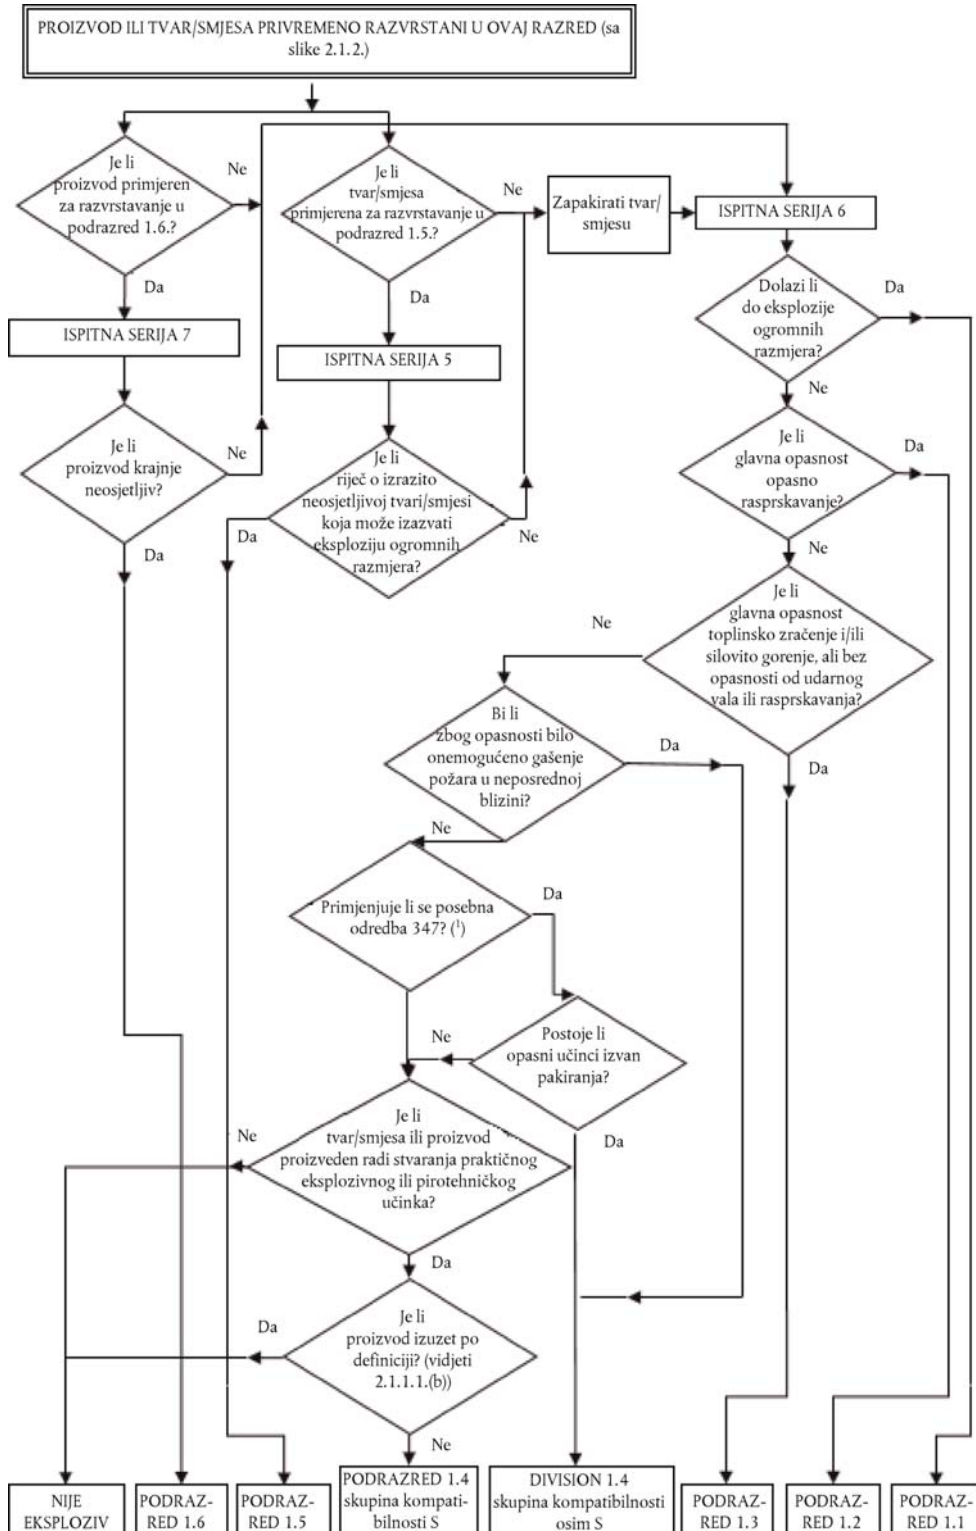 PROIZVOD ILI TVAR/SMJESA PRIVREMENO RAZVRSTANI U OVAJ RAZRED (sa
slike 2.1.2.)
Je li
proizvod primjeren
za razvrstavanje u
podrazred 1.6.?
Ne
Da
Je li
tvar/smjesa
primjerena za razvrstavanje u
podrazred 1.5.?
Ne
Da
Zapakirati tvar/
smjesu
ISPITNA SERIJA 6
ISPITNA SERIJA 7
ISPITNA SERIJA 5
Dolazi li
do eksplozije
ogromnih
razmjera?
Da
Ne
Je li
proizvod krajnje
neosjetljiv?
Ne
Da
Je li
riječ o izrazito
neosjetljivoj tvari/smjesi
koja može izazvati
eksploziju ogromnih
razmjera?
Da
Ne
Je li
glavna opasnost
opasno
rasprskavanje?
Da
Ne
Je li
glavna opasnost
toplinsko zračenje i/ili
silovito gorenje, ali bez
opasnosti od udarnog
vala ili rasprskavanja?
Ne
Da
Bi li
zbog opasnosti bilo
onemogućeno gašenje
požara u neposrednoj
blizini?
Da
Ne
Primjenjuje li se posebna
odredba 347? (¹)
Da
Ne
Postoje li
opasni učinci izvan
pakiranja?
Da
Je li
tvar/smjesa ili proizvod
proizveden radi stvaranja praktičnog
eksplozivnog ili pirotehničkog
učinka?
Ne
Da
Je li
proizvod izuzet po
definiciji? (vidjeti
2.1.1.1.(b))
Da
Ne
NIJE
EKSPLOZIV
PODRAZ-
RED 1.6
PODRAZ-
RED 1.5
PODRAZRED 1.4
skupina kompati-
bilnosti S
DIVISION 1.4
skupina kompatibilnosti
osim S
PODRAZ-
RED 1.3
PODRAZ-
RED 1.2
PODRAZ-
RED 1.1